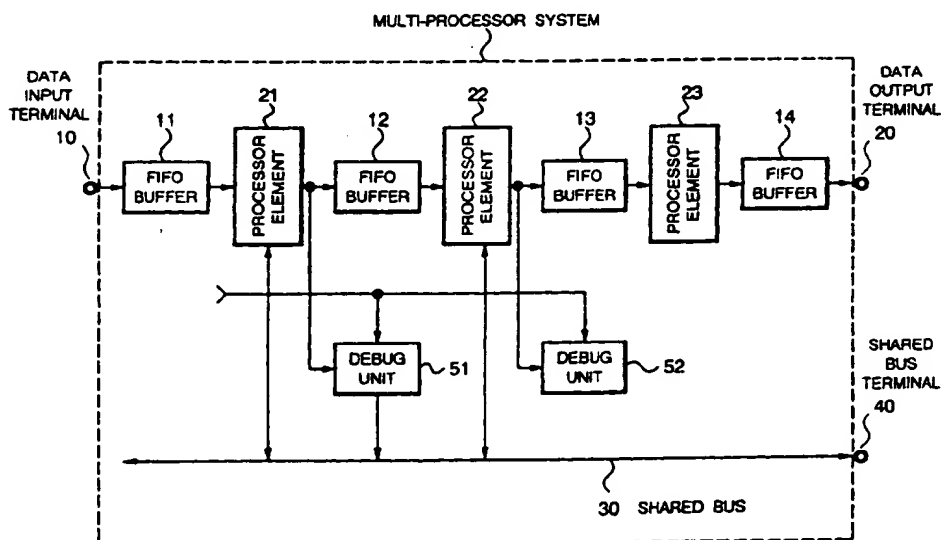 MULTI-PROCESSOR SYSTEM
DATA
INPUT
TERMINAL
10
11
FIFO
BUFFER
21
PROCESSOR
ELEMENT
12
FIFO
BUFFER
22
PROCESSOR
ELEMENT
13
FIFO
BUFFER
23
PROCESSOR
ELEMENT
14
FIFO
BUFFER
DATA
OUTPUT
TERMINAL
20
DEBUG
UNIT
51
DEBUG
UNIT
52
SHARED
BUS
TERMINAL
40
30 SHARED BUS